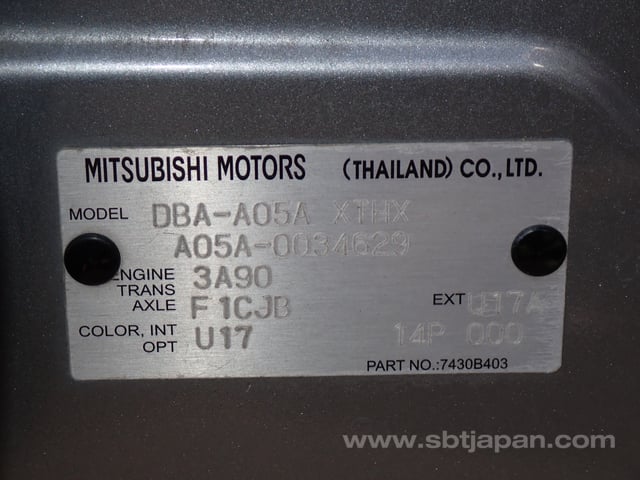 MITSUBISHI MOTORS (THAILAND) CO.,LTD.
MODEL DBA-A05A XTHX
A05A-0034629
ENGINE 3A90
TRANS
AXLE F1CJB EXT U17A
COLOR, INT U17 14P 000
OPT
PART NO.:7430B403
www.sbtjapan.com